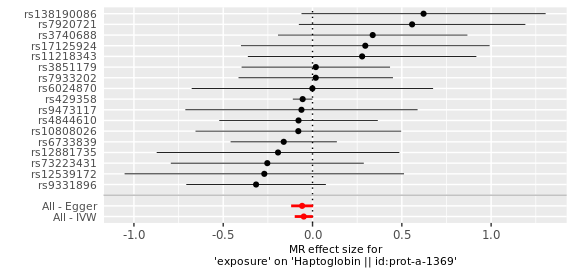 rs138190086
rs7920721
rs3740688
rs17125924
rs11218343
rs3851179
rs7933202
rs6024870
rs429358
rs9473117
rs4844610
rs10808026
rs6733839
rs12881735
rs73223431
rs12539172
rs9331896
All - Egger
All - IVW
-1.0 -0.5 0.0 0.5 1.0
MR effect size for
'exposure' on 'Haptoglobin || id:prot-a-1369'